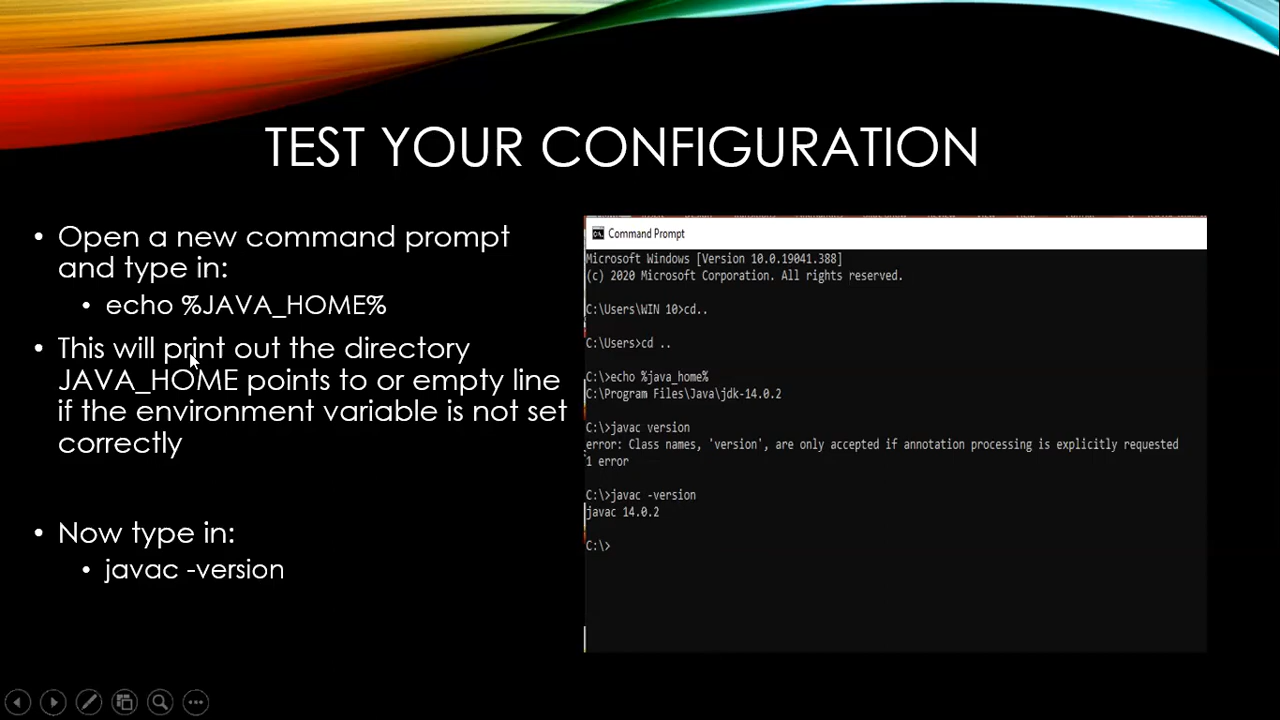 TEST YOUR CONFIGURATION
• Open a new command prompt
and type in:
• echo %JAVA_HOME%
• This will print out the directory
JAVA_HOME points to or empty line
if the environment variable is not set
correctly
• Now type in:
• javac -version
Command Prompt
Microsoft Windows [Version 10.0.19041.388]
(c) 2020 Microsoft Corporation. All rights reserved.
C:\Users\WIN 10>cd..
C:\Users>cd ..
C:\>echo %java_home%
C:\Program Files\Java\jdk-14.0.2
C:\>javac version
error: Class names, 'version', are only accepted if annotation processing is explicitly requested
1 error
C:\>javac -version
javac 14.0.2
C:\>